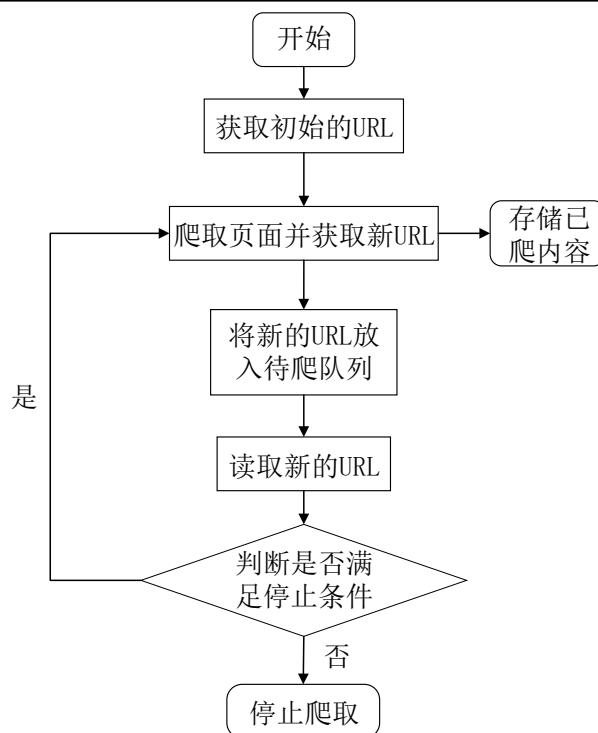 开始
获取初始的URL
爬取页面并获取新URL
存储已
爬内容
将新的URL放
入待爬队列
是
读取新的URL
判断是否满
足停止条件
否
停止爬取